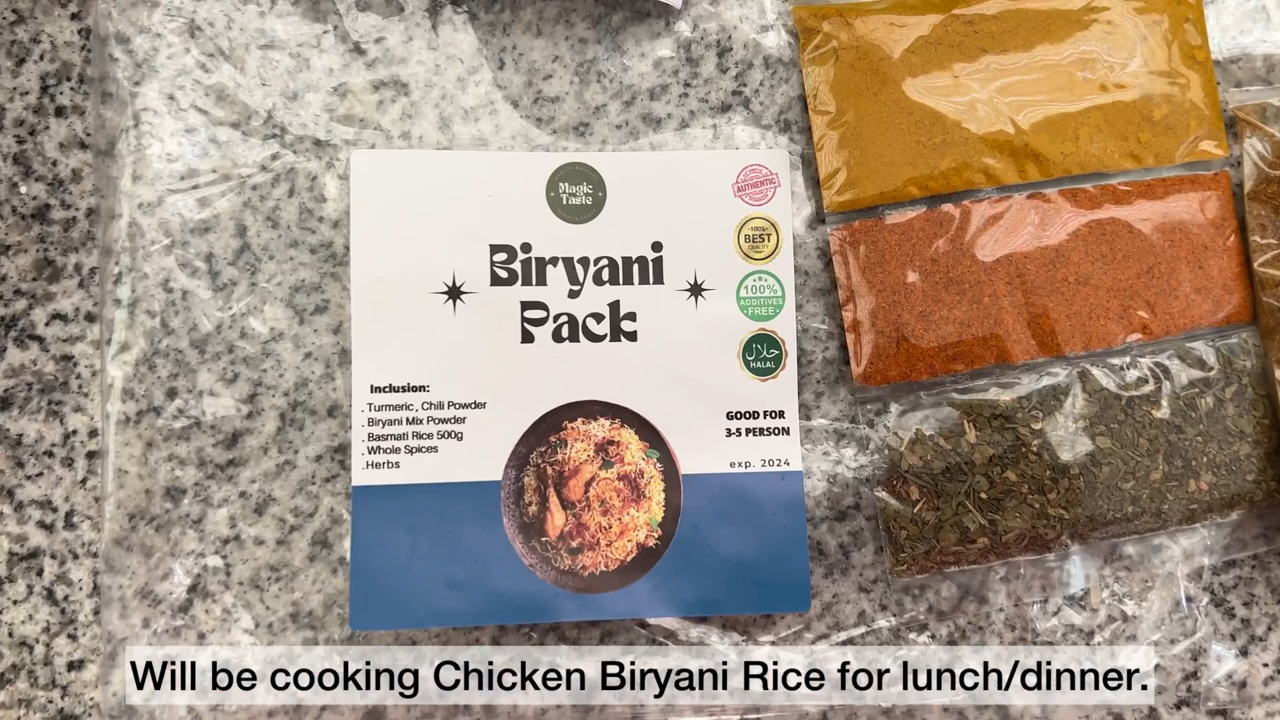 Magic
Taste
AUTHENTIC
Biryani
Pack
100%
BEST
QUALITY
100%
ADDITIVES
FREE
حلال
HALAL
Inclusion:
. Turmeric, Chili Powder
. Biryani Mix Powder
. Basmati Rice 500g
. Whole Spices
.Herbs
GOOD FOR
3-5 PERSON
exp. 2024
Will be cooking Chicken Biryani Rice for lunch/dinner.